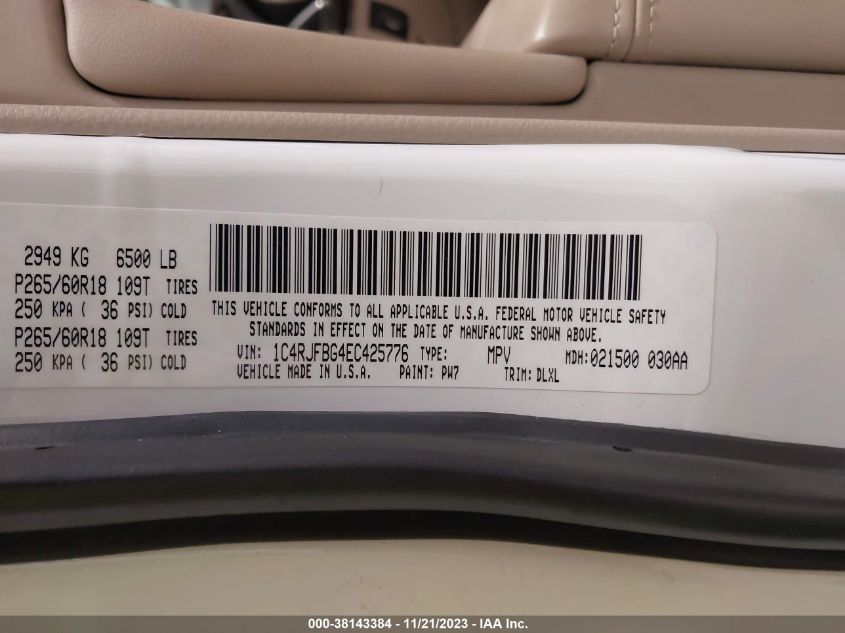 2949 KG 6500 LB
P265/60R18 109T TIRES
250 KPA ( 36 PSI) COLD
P265/60R18 109T TIRES
250 KPA ( 36 PSI) COLD
THIS VEHICLE CONFORMS TO ALL APPLICABLE U.S.A. FEDERAL MOTOR VEHICLE SAFETY
STANDARDS IN EFFECT ON THE DATE OF MANUFACTURE SHOWN ABOVE.
VIN: 1C4RJFBG4EC425776 TYPE: MPV MDH:021500 030AA
VEHICLE MADE IN U.S.A. PAINT: PW7 TRIM: DLXL
000-38143384 - 11/21/2023 - IAA Inc.